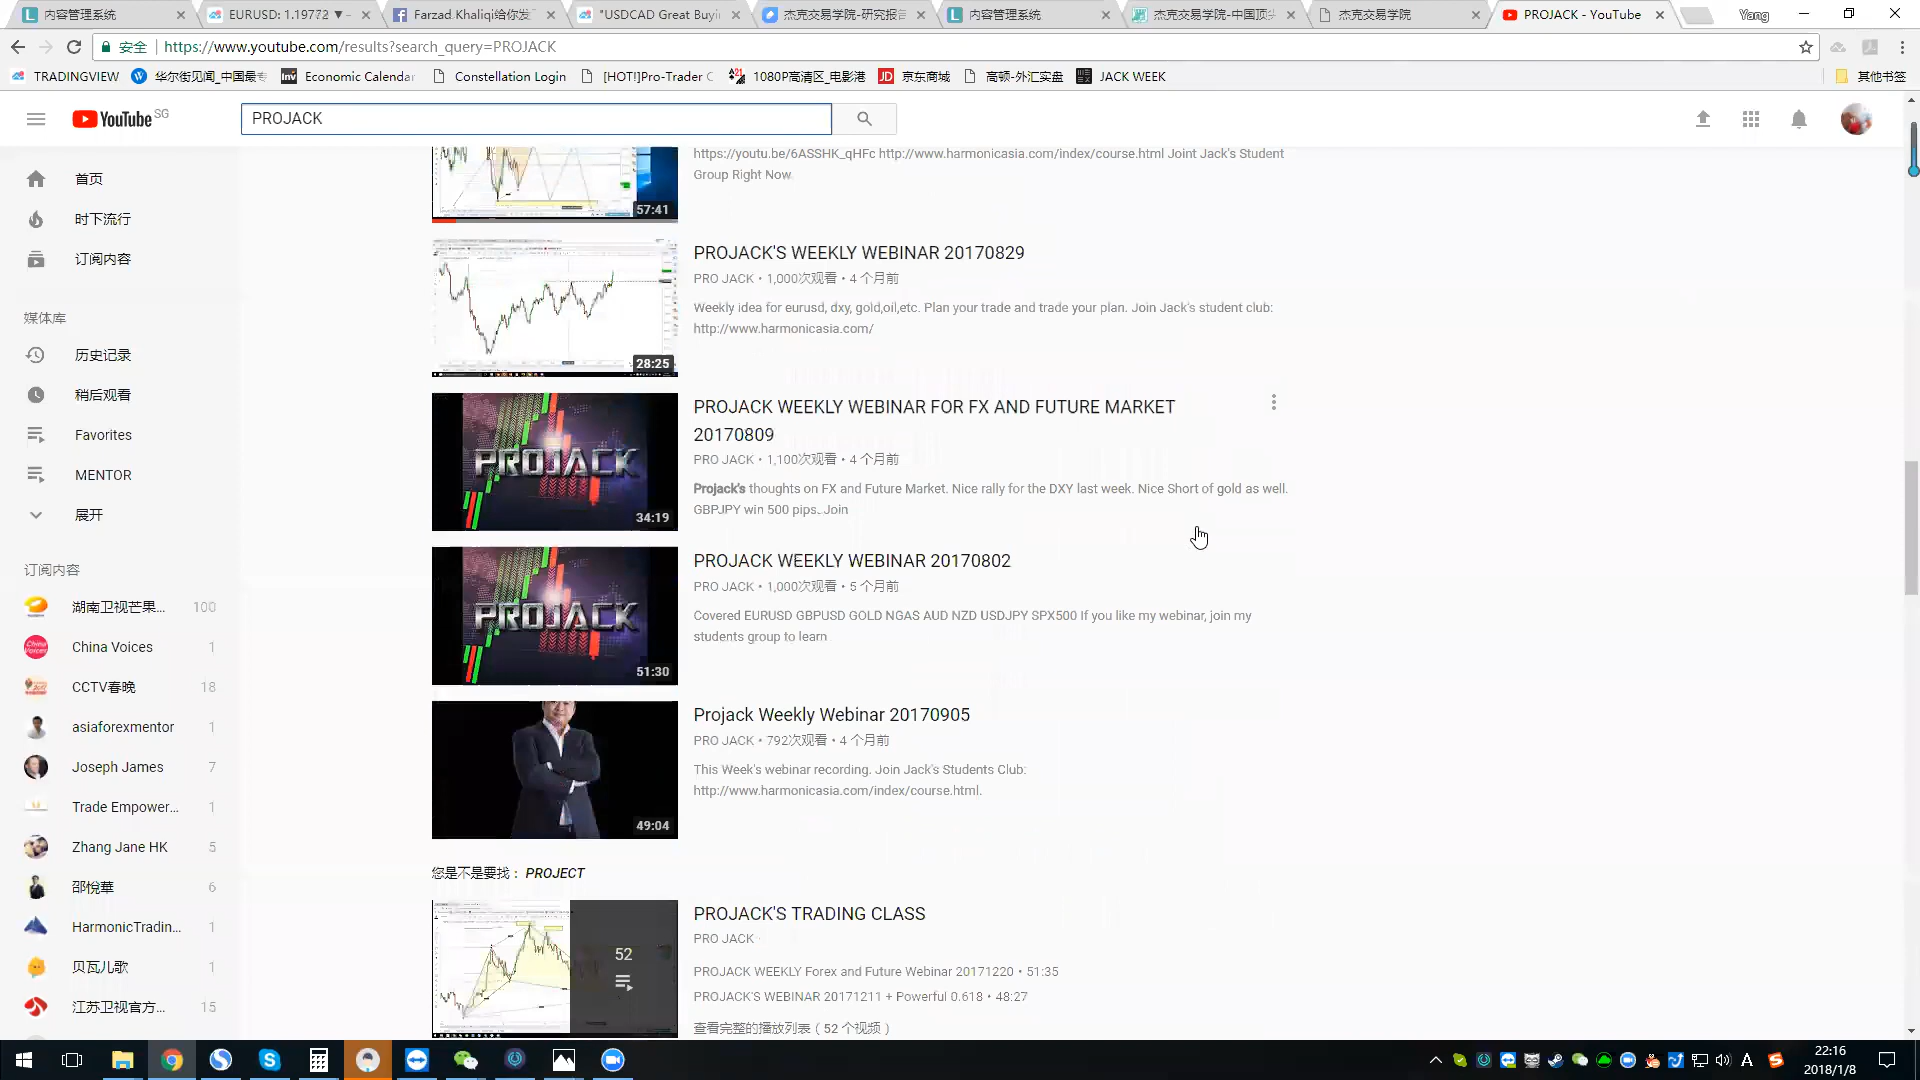 内容管理系统
EURUSD: 1.19772 ▼ -
Farzad Khaliqi给你发
"USDCAD Great Buyi
杰克交易学院-研究报告
内容管理系统
杰克交易学院-中国顶尖
杰克交易学院
PROJACK - YouTube
Yang
安全
https://www.youtube.com/results?search_query=PROJACK
TRADINGVIEW
华尔街见闻_中国最专
Economic Calendar
Constellation Login
[HOT!]Pro-Trader C
1080P高清区_电影港
京东商城
高顿-外汇实盘
JACK WEEK
其他书签
YouTube SG
PROJACK
首页
时下流行
订阅内容
媒体库
历史记录
稍后观看
Favorites
MENTOR
展开
订阅内容
湖南卫视芒果... 100
China Voices 1
CCTV春晚 18
asiaforexmentor 1
Joseph James 7
Trade Empower... 1
Zhang Jane HK 5
邵悅華 6
HarmonicTradin... 1
贝瓦儿歌 1
江苏卫视官方... 15
https://youtu.be/6ASSHK_qHFc http://www.harmonicasia.com/index/course.html Joint Jack's Student
Group Right Now.
57:41
PROJACK'S WEEKLY WEBINAR 20170829
PRO JACK • 1,000次观看 • 4 个月前
Weekly idea for eurusd, dxy, gold,oil,etc. Plan your trade and trade your plan. Join Jack's student club:
http://www.harmonicasia.com/
28:25
PROJACK WEEKLY WEBINAR FOR FX AND FUTURE MARKET
20170809
PRO JACK • 1,100次观看 • 4 个月前
Projack's thoughts on FX and Future Market. Nice rally for the DXY last week. Nice Short of gold as well.
GBPJPY win 500 pips. Join
PROJACK
34:19
PROJACK WEEKLY WEBINAR 20170802
PRO JACK • 1,000次观看 • 5 个月前
Covered EURUSD GBPUSD GOLD NGAS AUD NZD USDJPY SPX500 If you like my webinar, join my
students group to learn
PROJACK
51:30
Projack Weekly Webinar 20170905
PRO JACK • 792次观看 • 4 个月前
This Week's webinar recording. Join Jack's Students Club:
http://www.harmonicasia.com/index/course.html.
49:04
您是不是要找： PROJECT
PROJACK'S TRADING CLASS
PRO JACK ·
52
PROJACK WEEKLY Forex and Future Webinar 20171220 • 51:35
PROJACK'S WEBINAR 20171211 + Powerful 0.618 • 48:27
查看完整的播放列表（52 个视频）
22:16
2018/1/8